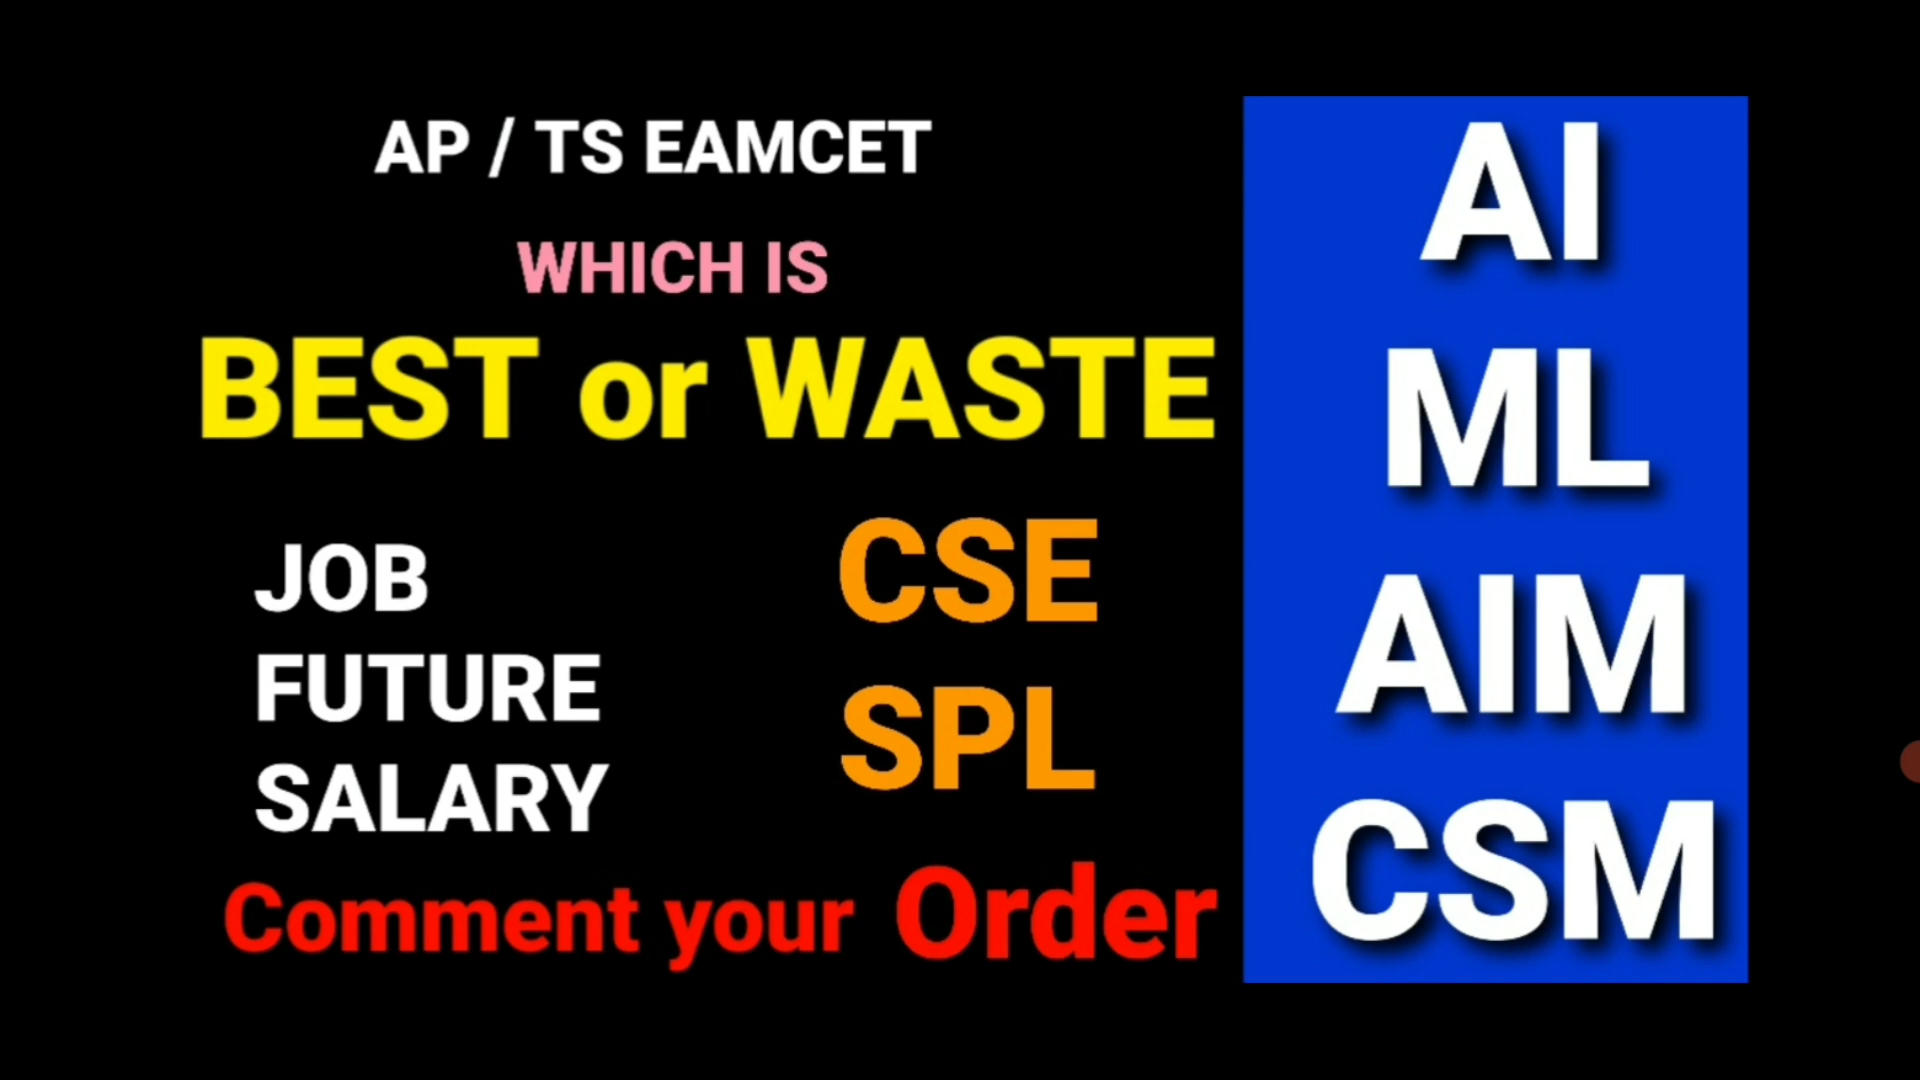 AP / TS EAMCET
WHICH IS
BEST or WASTE
JOB
FUTURE
SALARY
CSE
SPL
Comment your Order
AI
ML
AIM
CSM